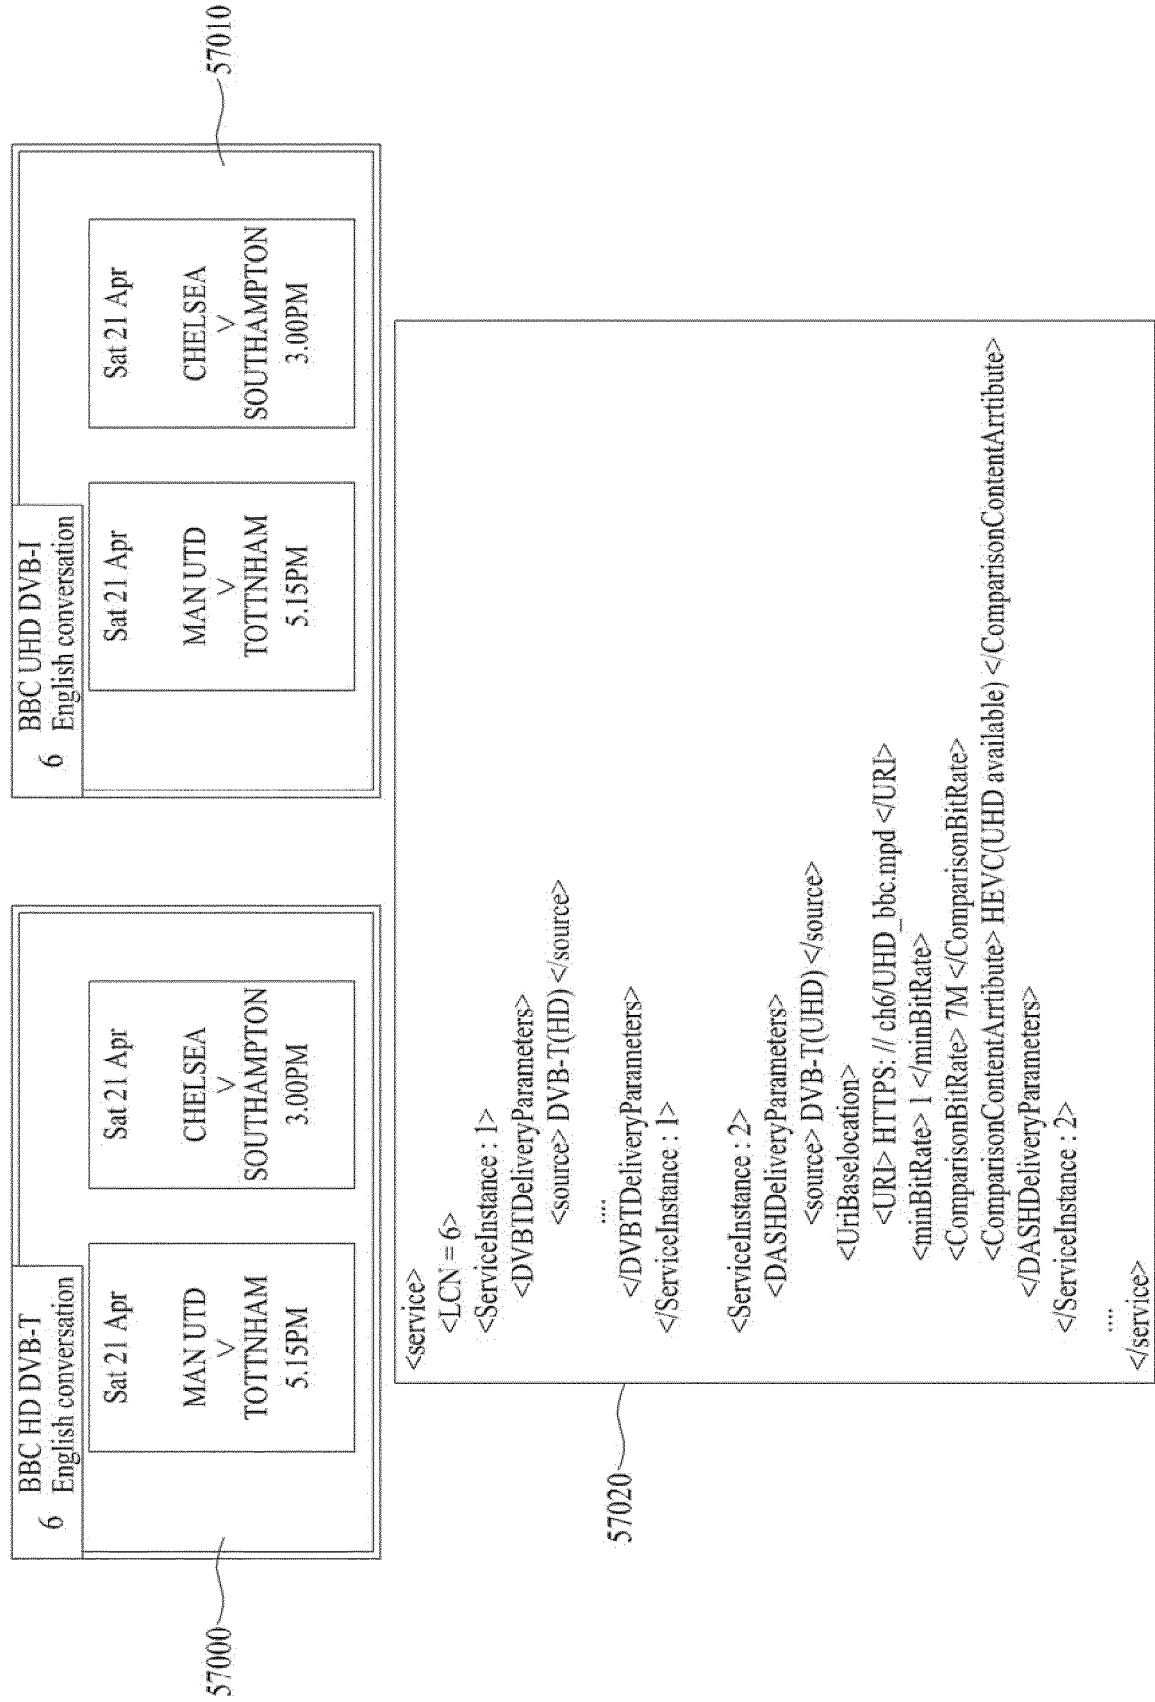 6 BBC HD DVB-T
English conversation
Sat 21 Apr
MAN UTD
V
TOTTNHAM
5.15PM
Sat 21 Apr
CHELSEA
V
SOUTHAMPTON
3.00PM
57000
6 BBC UHD DVB-I
English conversation
Sat 21 Apr
MAN UTD
V
TOTTNHAM
5.15PM
Sat 21 Apr
CHELSEA
V
SOUTHAMPTON
3.00PM
57010
<service>
<LCN = 6>
<ServiceInstance : 1>
<DVBTDeliveryParameters>
<source> DVB-T(HD) </source>
....
</DVBTDeliveryParameters>
</ServiceInstance : 1>
<ServiceInstance : 2>
<DASHDeliveryParameters>
<source> DVB-T(UHD) </source>
<UriBaselocation>
<URI> HTTPS: // ch6/UHD_bbc.mpd </URI>
<minBitRate> 1 </minBitRate>
<ComparisonBitRate> 7M </ComparisonBitRate>
<ComparisonContentArrtibute> HEVC(UHD available) </ComparisonContentArrtibute>
</DASHDeliveryParameters>
</ServiceInstance : 2>
....
</service>
57020